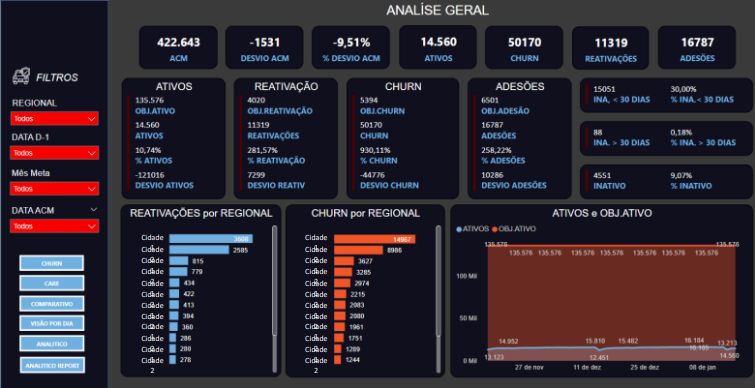 ANALÍSE GERAL
422.643
ACM
-1531
DESVIO ACM
-9,51%
% DESVIO ACM
14.560
ATIVOS
50170
CHURN
11319
REATIVAÇÕES
16787
ADESÕES
FILTROS
REGIONAL
Todos
DATA D-1
Todos
Mês Meta
Todos
DATA ACM
Todos
CHURN
CARE
COMPARATIVO
VISÃO POR DIA
ANALITICO
ANALITICO REPORT
ATIVOS
135.576
OBJ.ATIVO
14.560
ATIVOS
10,74%
% ATIVOS
-121016
DESVIO ATIVOS
REATIVAÇÃO
4020
OBJ.REATIVAÇÃO
11319
REATIVAÇÕES
281,57%
% REATIVAÇÃO
7299
DESVIO REATIV
CHURN
5394
OBJ.CHURN
50170
CHURN
930,11%
% CHURN
-44776
DESVIO CHURN
ADESÕES
6501
OBJ.ADESÃO
16787
ADESÕES
258,22%
% ADESÕES
10286
DESVIO ADESÕES
15051
INA, < 30 DIAS
30,00%
% INA.< 30 DIAS
88
INA. > 30 DIAS
0,18%
% INA. > 30 DIAS
4551
INATIVO
9,07%
% INATIVO
REATIVAÇÕES por REGIONAL
Cidade 3608
Cidade 2585
Cidade 815
Cidade 779
Cidade 434
Cidade 422
Cidade 413
Cidade 394
Cidade 360
Cidade 286
Cidade 280
Cidade 278
2
CHURN por REGIONAL
Cidade 14967
Cidade 8986
Cidade 3627
Cidade 3285
Cidade 2974
Cidade 2215
Cidade 2083
Cidade 2080
Cidade 1961
Cidade 1751
Cidade 1289
Cidade 1244
2
ATIVOS e OBJ.ATIVO
ATIVOS OBJ.ATIVO
135.576 135.576
135.576 135.576 135.576 135.576 135.576 135.576 135.576
100 Mil
50 Mil
0 Mil
14.952 15.810 15.482 16.184 13.213
13.123 12.451 16.165 14.560
27 de nov 11 de dez 25 de dez 08 de jan